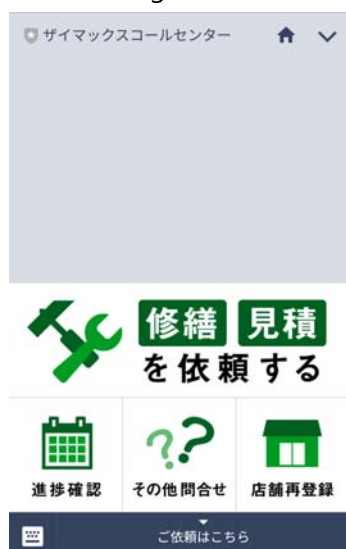 ザイマックスコールセンター
修繕 見積
を依頼する
進捗確認 その他問合せ 店舗再登録
ご依頼はこちら